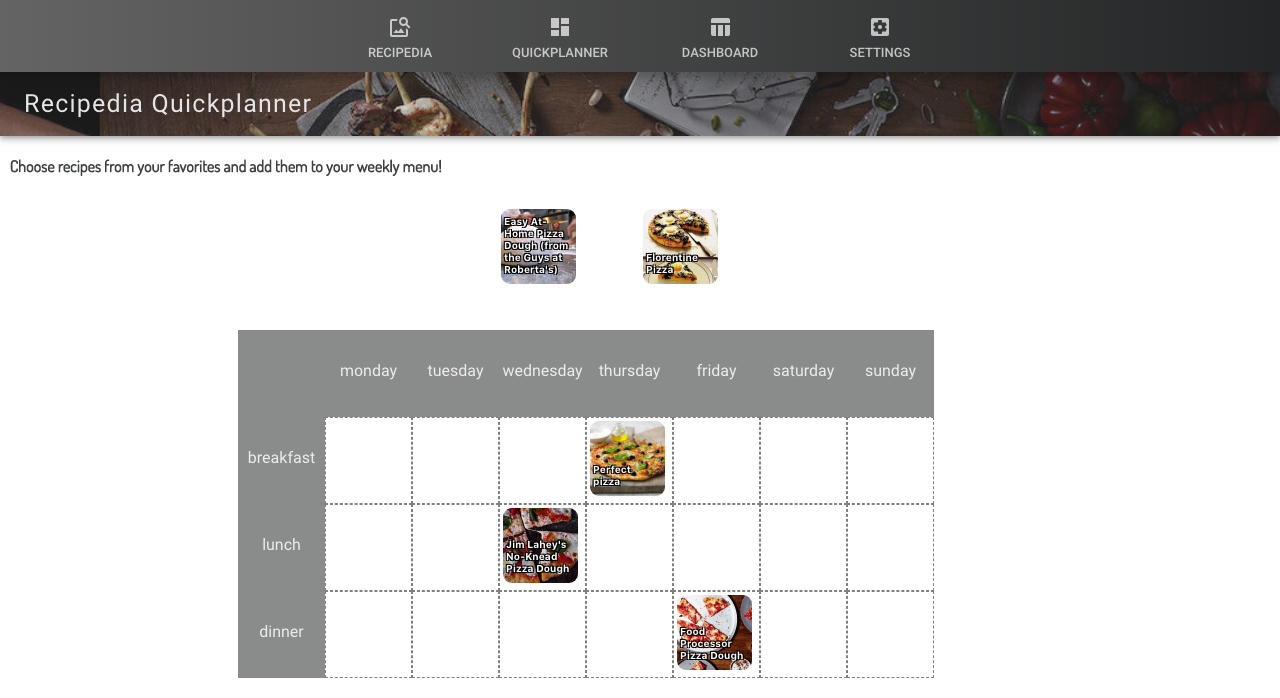 RECIPEDIA QUICKPLANNER DASHBOARD SETTINGS
Recipedia Quickplanner
Choose recipes from your favorites and add them to your weekly menu!
Easy At-
Home Pizza
Dough (from
the Guys at
Roberta's)
Florentine
Pizza
monday tuesday wednesday thursday friday saturday sunday
breakfast
Perfect
pizza
lunch
Jim Lahey's
No-Knead
Pizza Dough
dinner
Food
Processor
Pizza Dough